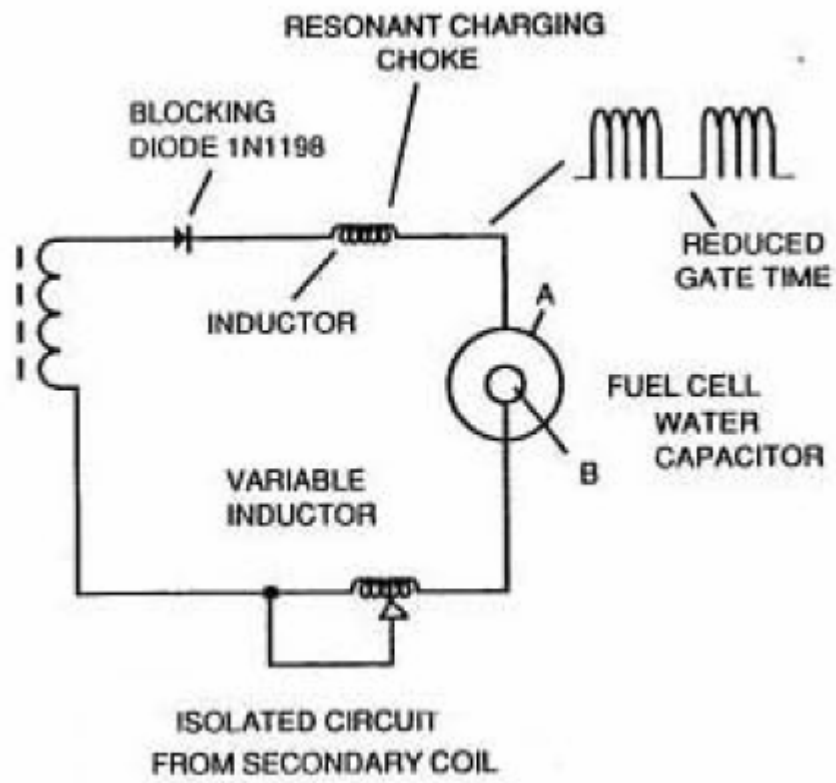 RESONANT CHARGING
CHOKE
BLOCKING
DIODE 1N1198
REDUCED
GATE TIME
INDUCTOR
A
FUEL CELL
WATER
CAPACITOR
B
VARIABLE
INDUCTOR
ISOLATED CIRCUIT
FROM SECONDARY COIL